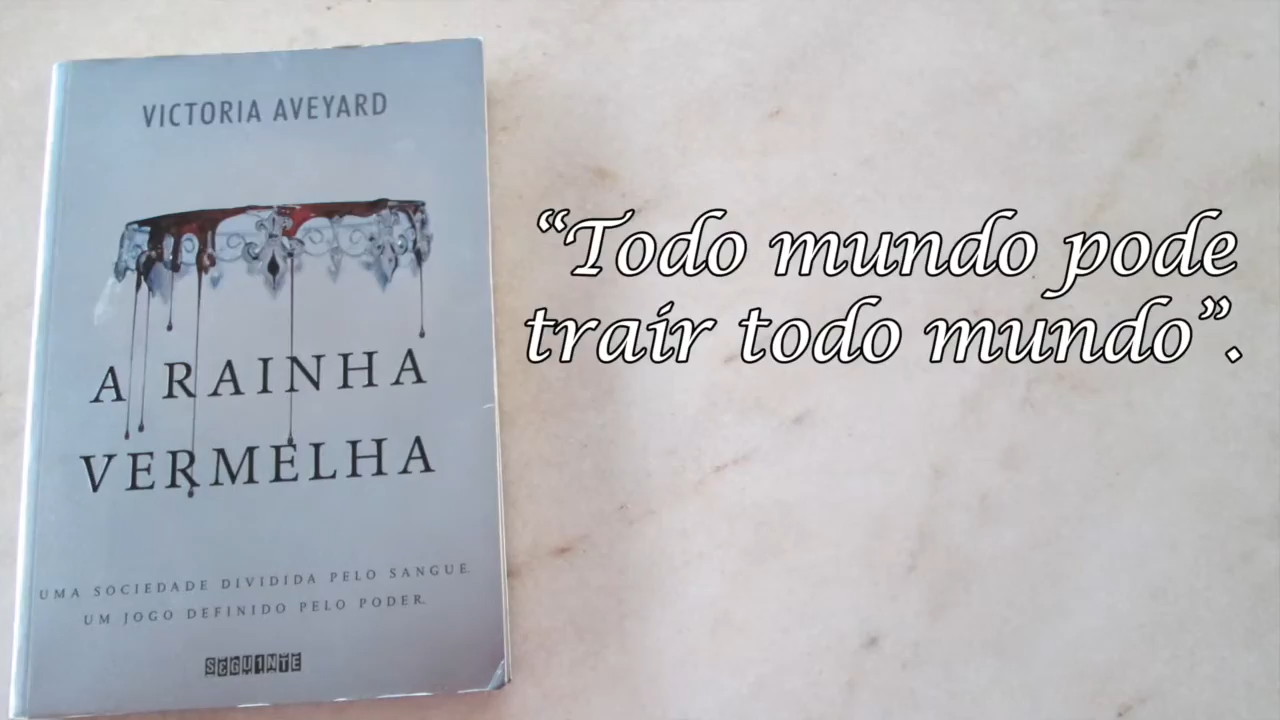 VICTORIA AVEYARD
A RAINHA
VERMELHA
UMA SOCIEDADE DIVIDIDA PELO SANGUE.
UM JOGO DEFINIDO PELO PODER.
SEGUINTE
“Todo mundo pode
trair todo mundo”.